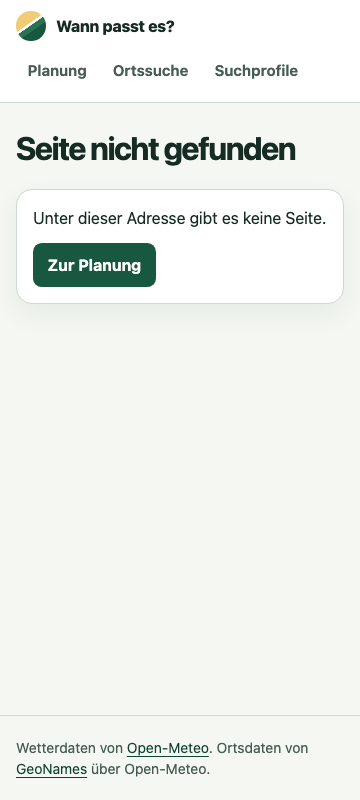 Wann passt es?
Planung Ortssuche Suchprofile
Seite nicht gefunden
Unter dieser Adresse gibt es keine Seite.
Zur Planung
Wetterdaten von Open-Meteo. Ortsdaten von
GeoNames über Open-Meteo.